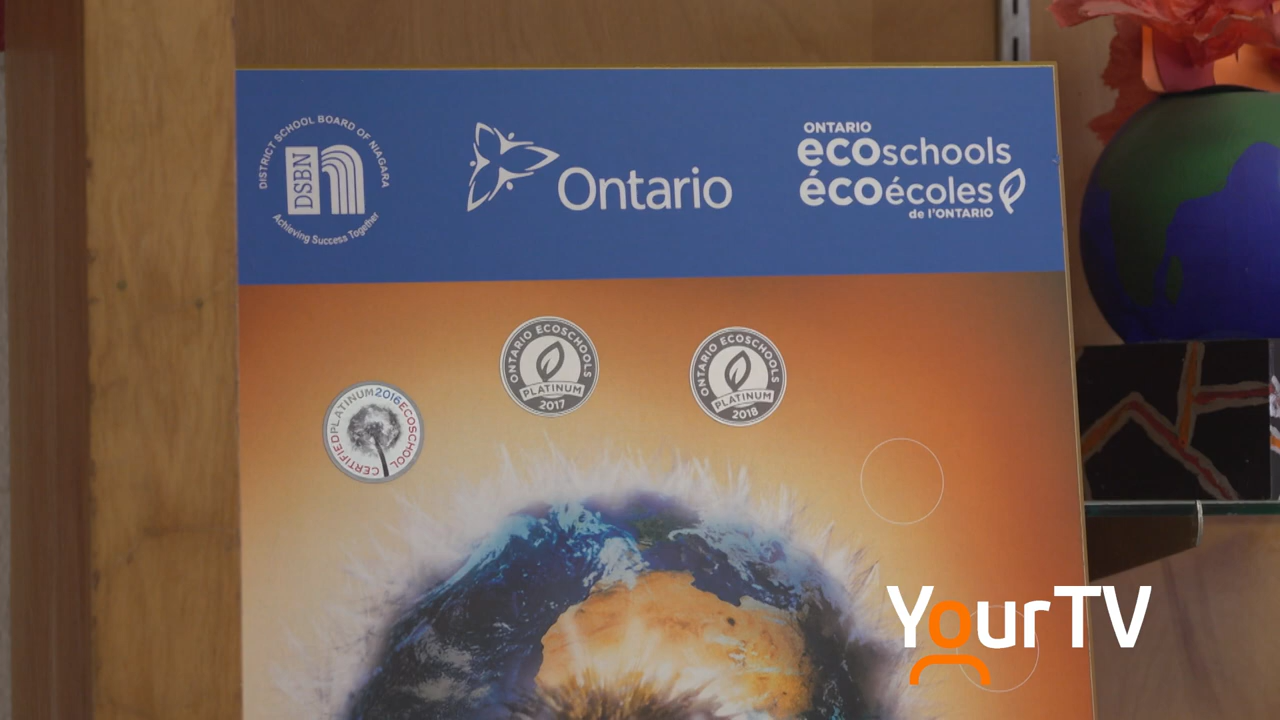 DISTRICT SCHOOL BOARD OF NIAGARA
DSBN
Achieving Success Together
Ontario
ONTARIO
ecoschools
écoécoles
de l'ONTARIO
CERTIFIED PLATINUM 2016 ECOSCHOOL
ONTARIO ECOSCHOOLS
PLATINUM
2017
ONTARIO ECOSCHOOLS
PLATINUM
2018
YourTV